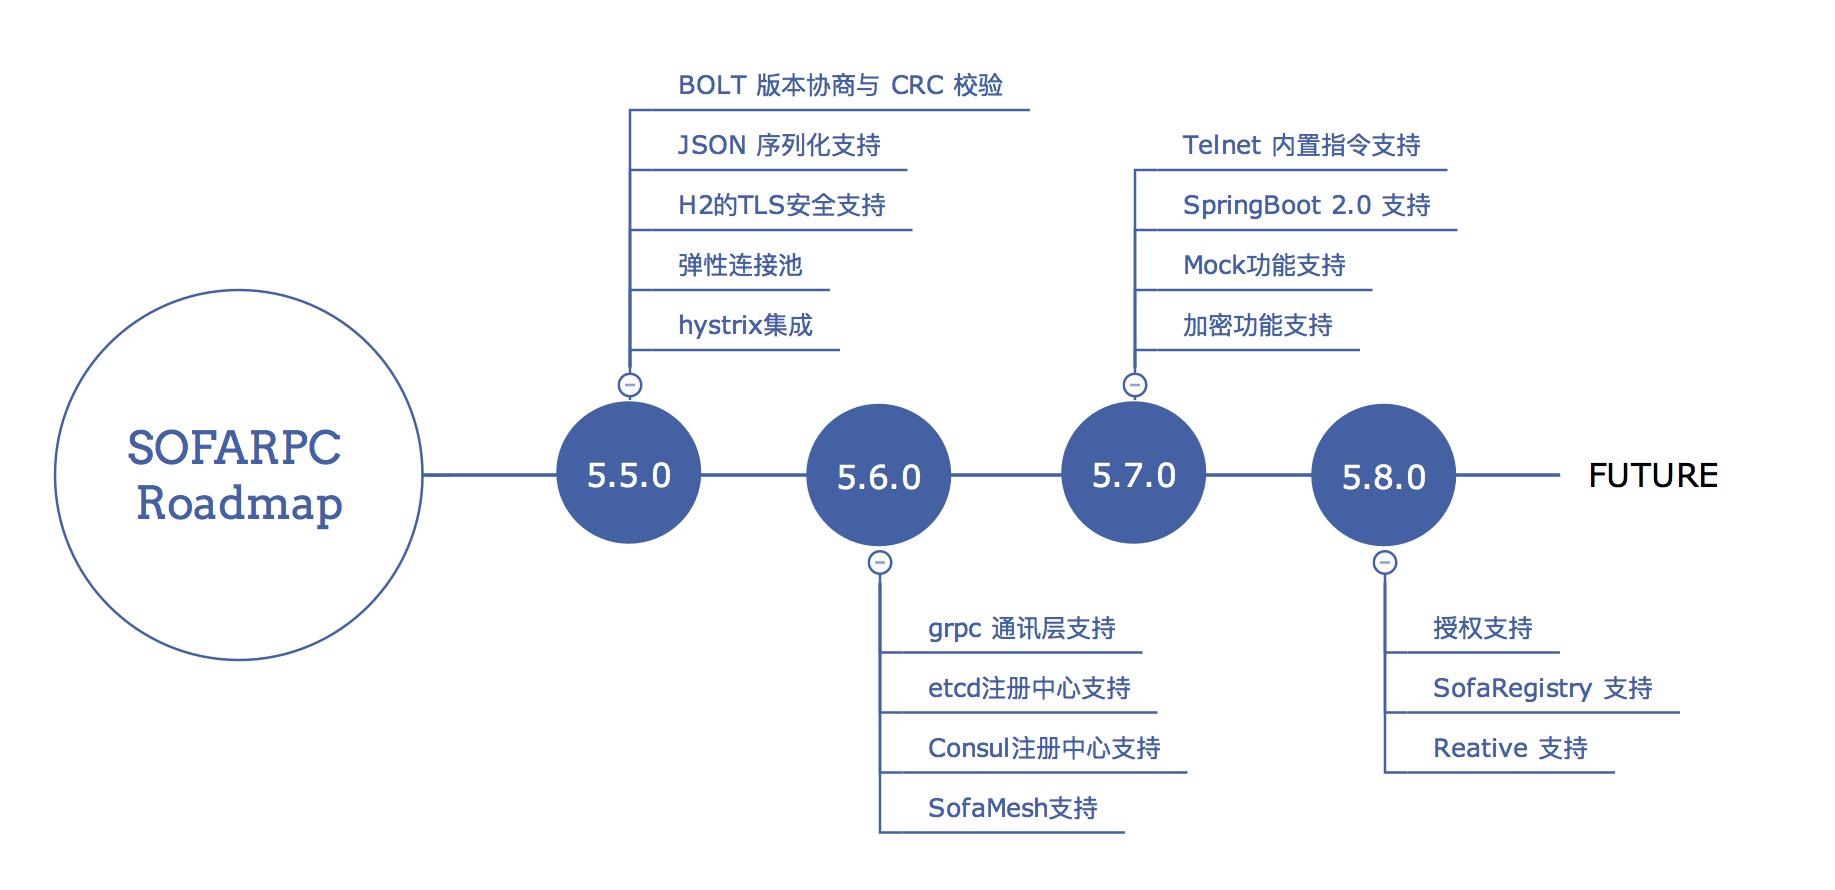 SOFARPC
Roadmap
BOLT 版本协商与 CRC 校验
JSON 序列化支持
H2的TLS安全支持
弹性连接池
hystrix集成
5.5.0
5.6.0
grpc 通讯层支持
etcd注册中心支持
Consul注册中心支持
SofaMesh支持
Telnet 内置指令支持
SpringBoot 2.0 支持
Mock功能支持
加密功能支持
5.7.0
5.8.0
授权支持
SofaRegistry 支持
Reative 支持
FUTURE